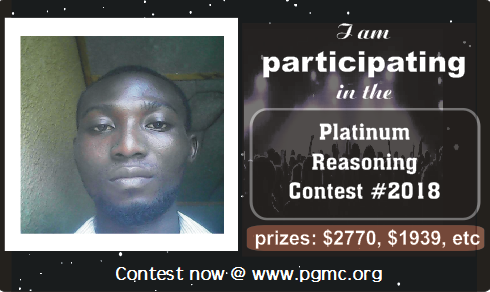 I am
participating
in the
Platinum
Reasoning
Contest #2018
prizes: $2770, $1939, etc
Contest now @ www.pgmc.org